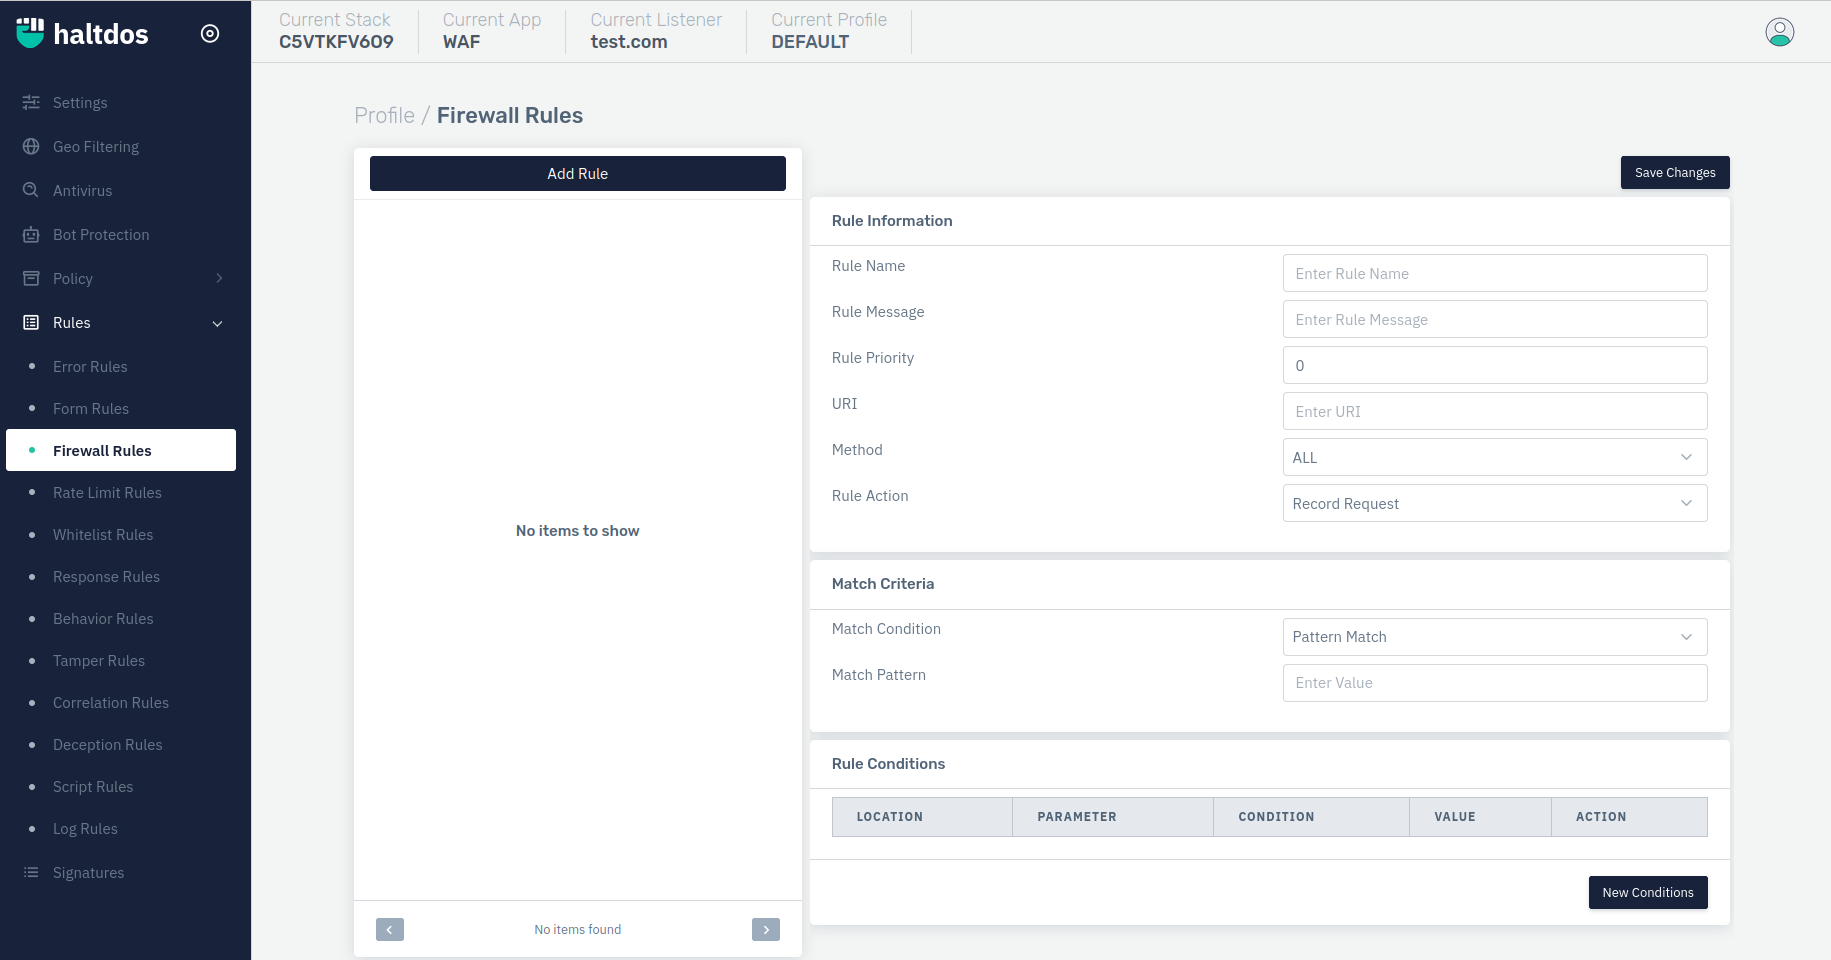 haltdos
Current Stack
C5VTKFV6O9
Current App
WAF
Current Listener
test.com
Current Profile
DEFAULT
Settings
Geo Filtering
Antivirus
Bot Protection
Policy
Rules
Error Rules
Form Rules
Firewall Rules
Rate Limit Rules
Whitelist Rules
Response Rules
Behavior Rules
Tamper Rules
Correlation Rules
Deception Rules
Script Rules
Log Rules
Signatures
Profile / Firewall Rules
Add Rule
No items to show
No items found
Save Changes
Rule Information
Rule Name
Enter Rule Name
Rule Message
Enter Rule Message
Rule Priority
0
URI
Enter URI
Method
ALL
Rule Action
Record Request
Match Criteria
Match Condition
Pattern Match
Match Pattern
Enter Value
Rule Conditions
LOCATION PARAMETER CONDITION VALUE ACTION
New Conditions